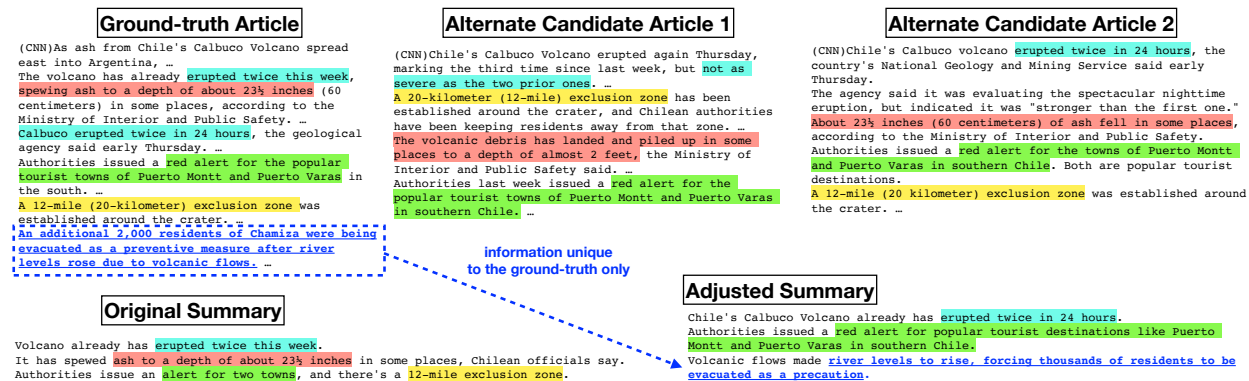 Ground-truth Article
(CNN)As ash from Chile's Calbuco Volcano spread
east into Argentina, …
The volcano has already erupted twice this week,
spewing ash to a depth of about 23½ inches (60
centimeters) in some places, according to the
Ministry of Interior and Public Safety. …
Calbuco erupted twice in 24 hours, the geological
agency said early Thursday. …
Authorities issued a red alert for the popular
tourist towns of Puerto Montt and Puerto Varas in
the south. …
A 12-mile (20-kilometer) exclusion zone was
established around the crater. …
An additional 2,000 residents of Chamiza were being
evacuated as a preventive measure after river
levels rose due to volcanic flows. …
Alternate Candidate Article 1
(CNN)Chile's Calbuco Volcano erupted again Thursday,
marking the third time since last week, but not as
severe as the two prior ones. …
A 20-kilometer (12-mile) exclusion zone has been
established around the crater, and Chilean authorities
have been keeping residents away from that zone. …
The volcanic debris has landed and piled up in some
places to a depth of almost 2 feet, the Ministry of
Interior and Public Safety said. …
Authorities last week issued a red alert for the
popular tourist towns of Puerto Montt and Puerto Varas
in southern Chile. …
Alternate Candidate Article 2
(CNN)Chile's Calbuco volcano erupted twice in 24 hours, the
country's National Geology and Mining Service said early
Thursday.
The agency said it was evaluating the spectacular nighttime
eruption, but indicated it was "stronger than the first one."
About 23½ inches (60 centimeters) of ash fell in some places,
according to the Ministry of Interior and Public Safety.
Authorities issued a red alert for the towns of Puerto Montt
and Puerto Varas in southern Chile. Both are popular tourist
destinations.
A 12-mile (20 kilometer) exclusion zone was established around
the crater. …
information unique
to the ground-truth only
Original Summary
Volcano already has erupted twice this week.
It has spewed ash to a depth of about 23½ inches in some places, Chilean officials say.
Authorities issue an alert for two towns, and there's a 12-mile exclusion zone.
Adjusted Summary
Chile's Calbuco Volcano already has erupted twice in 24 hours.
Authorities issued a red alert for popular tourist destinations like Puerto
Montt and Puerto Varas in southern Chile.
Volcanic flows made river levels to rise, forcing thousands of residents to be
evacuated as a precaution.